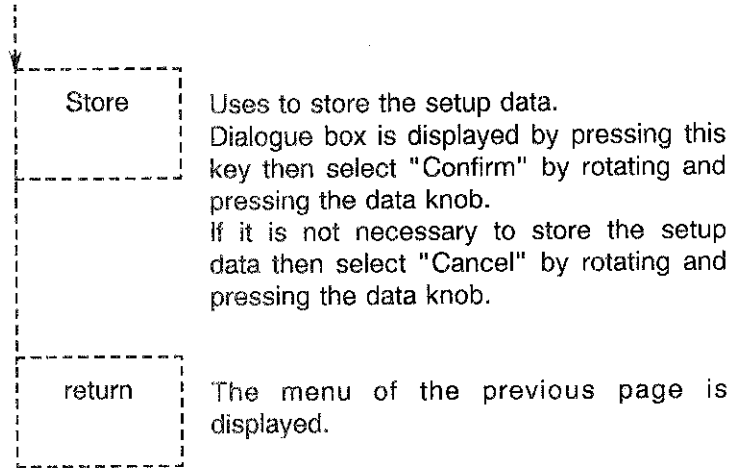 Store
Uses to store the setup data.
Dialogue box is displayed by pressing this
key then select "Confirm" by rotating and
pressing the data knob.
If it is not necessary to store the setup
data then select "Cancel" by rotating and
pressing the data knob.
return
The menu of the previous page is
displayed.